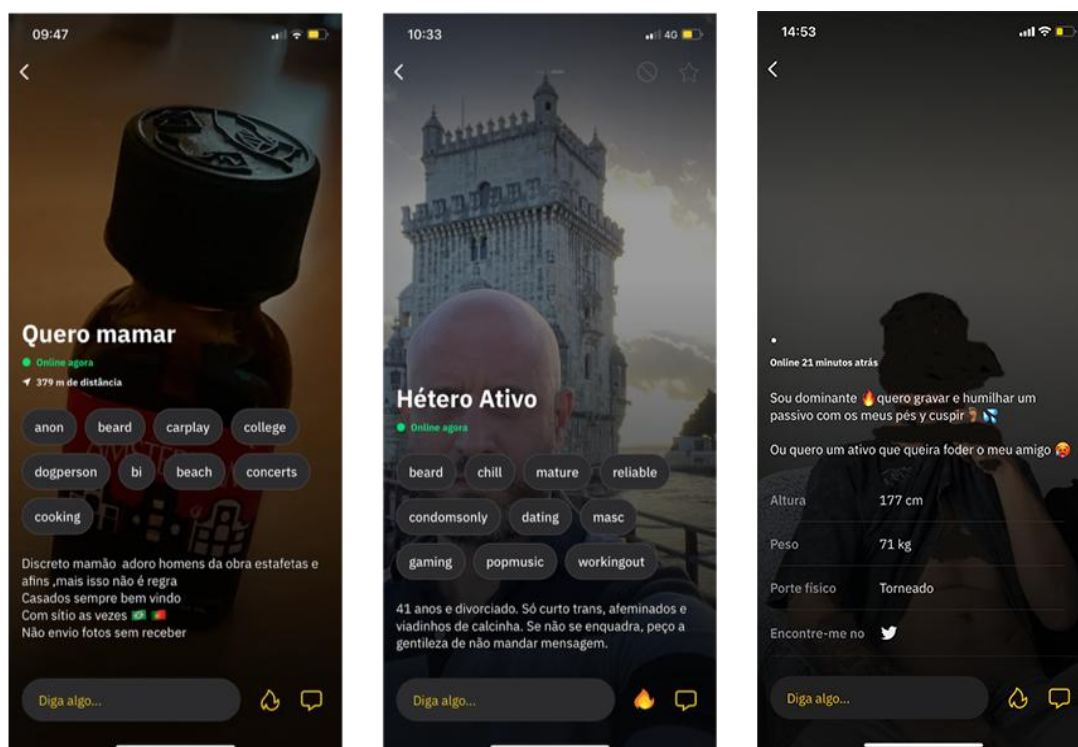 09:47
Quero mamar
Online agora
379 m de distância
anon
beard
carplay
college
dogperson
bi
beach
concerts
cooking
Discreto mamão adoro homens da obra estafetas e
afins ,mais isso não é regra
Casados sempre bem vindo
Com sítio as vezes 🇧🇷 🇵🇹
Não envio fotos sem receber
Diga algo...
10:33
4G
Hétero Ativo
Online agora
beard
chill
mature
reliable
condomsonly
dating
masc
gaming
popmusic
workingout
41 anos e divorciado. Só curto trans, afeminados e
viadinhos de calcinha. Se não se enquadra, peço a
gentileza de não mandar mensagem.
Diga algo...
14:53
.
Online 21 minutos atrás
Sou dominante 🔥 quero gravar e humilhar um
passivo com os meus pés y cuspir 🦶🏾 💦
Ou quero um ativo que queira foder o meu amigo 🥵
Altura 177 cm
Peso 71 kg
Porte físico Torneado
Encontre-me no
Diga algo...